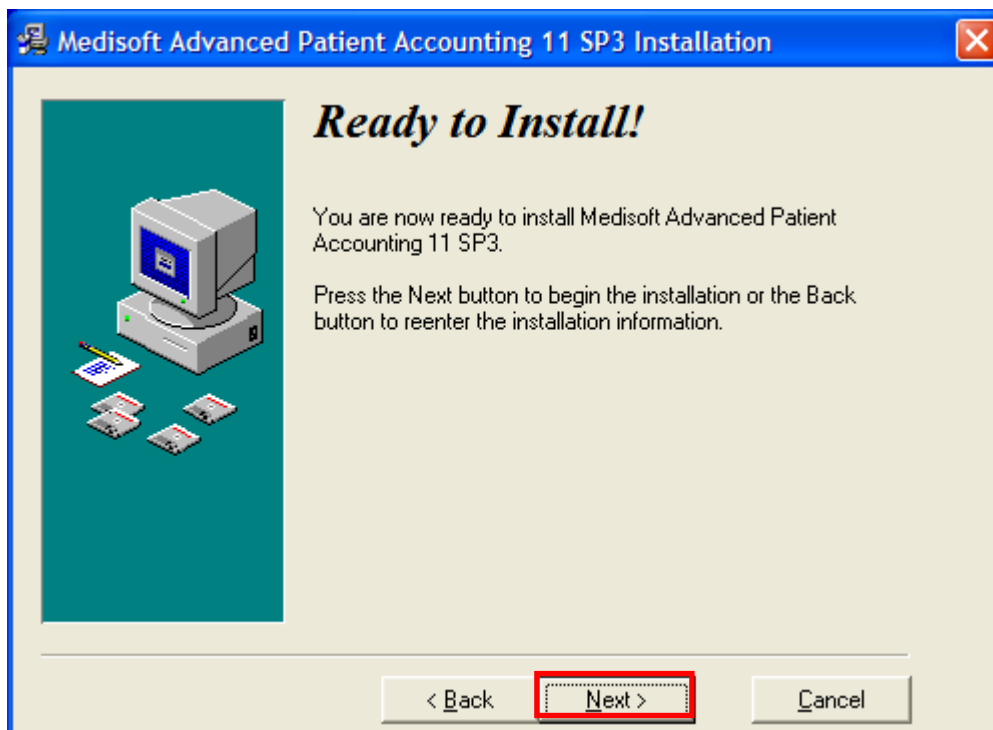 Medisoft Advanced Patient Accounting 11 SP3 Installation
Ready to Install!
You are now ready to install Medisoft Advanced Patient
Accounting 11 SP3.
Press the Next button to begin the installation or the Back
button to reenter the installation information.
< Back Next > Cancel